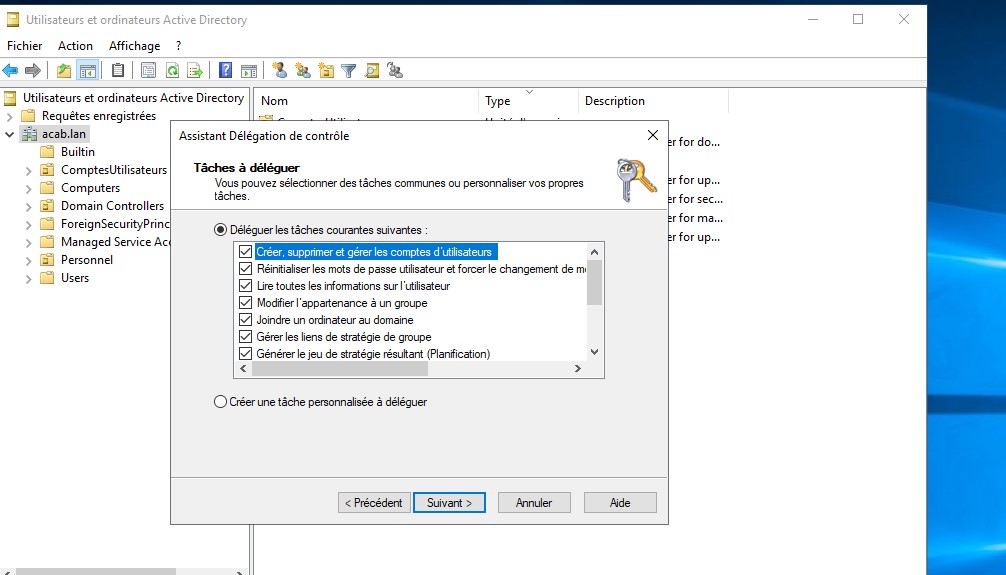 Utilisateurs et ordinateurs Active Directory
Fichier Action Affichage ?
Utilisateurs et ordinateurs Active Directory
Requêtes enregistrées
acab.lan
Builtin
ComptesUtilisateurs
Computers
Domain Controllers
ForeignSecurityPrinc
Managed Service Acc
Personnel
Users
Nom Type Description
er for do...
er for up...
er for sec...
er for ma...
er for up...
Assistant Délégation de contrôle
Tâches à déléguer
Vous pouvez sélectionner des tâches communes ou personnaliser vos propres
tâches.
Déléguer les tâches courantes suivantes :
Créer, supprimer et gérer les comptes d'utilisateurs
Réinitialiser les mots de passe utilisateur et forcer le changement de m
Lire toutes les informations sur l'utilisateur
Modifier l'appartenance à un groupe
Joindre un ordinateur au domaine
Gérer les liens de stratégie de groupe
Générer le jeu de stratégie résultant (Planification)
Créer une tâche personnalisée à déléguer
< Précédent Suivant > Annuler Aide